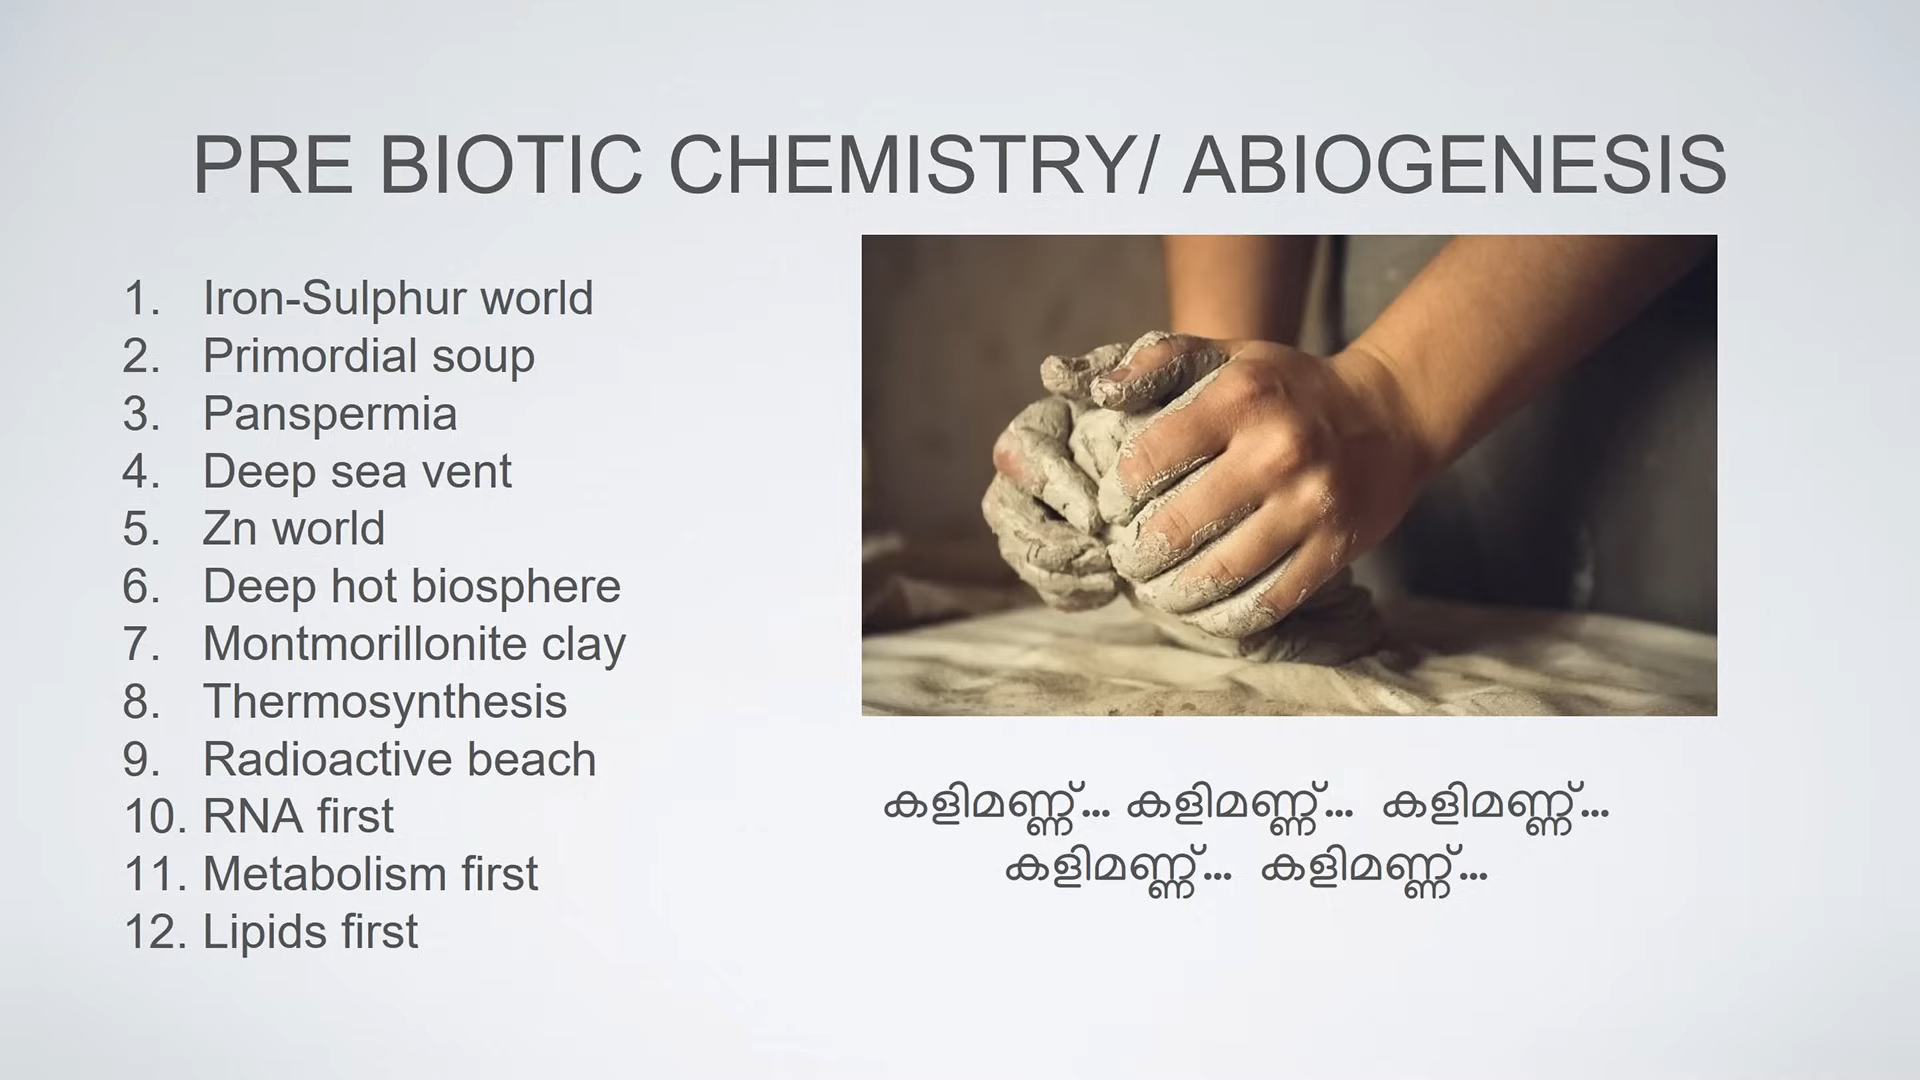 PRE BIOTIC CHEMISTRY/ ABIOGENESIS
1. Iron-Sulphur world
2. Primordial soup
3. Panspermia
4. Deep sea vent
5. Zn world
6. Deep hot biosphere
7. Montmorillonite clay
8. Thermosynthesis
9. Radioactive beach
10. RNA first
11. Metabolism first
12. Lipids first
കളിമണ്ണ്... കളിമണ്ണ്... കളിമണ്ണ്...
കളിമണ്ണ്... കളിമണ്ണ്...